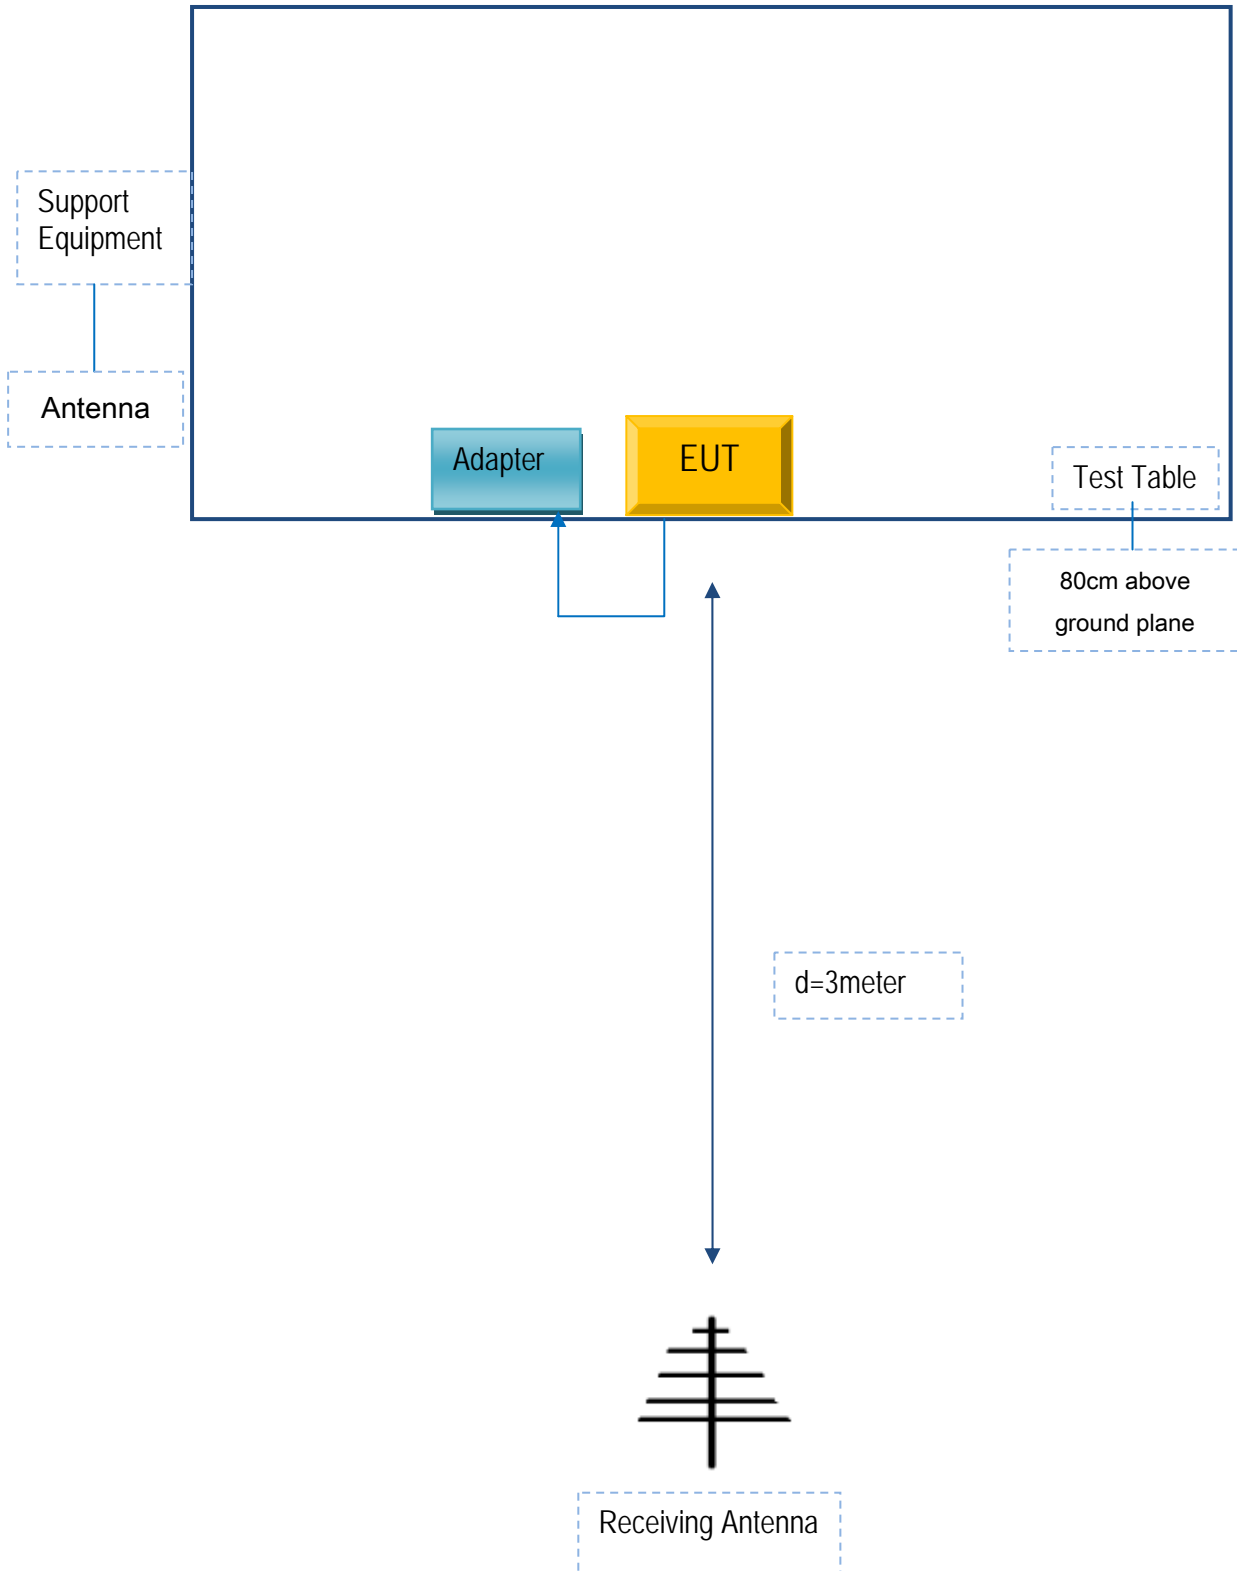 Support
Equipment
Antenna
Adapter
EUT
Test Table
80cm above
ground plane
d=3meter
Receiving Antenna